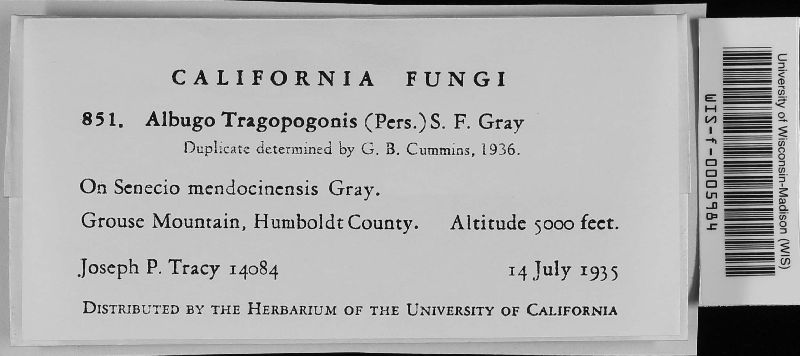 CALIFORNIA FUNGI
851. Albugo Tragopogonis (Pers.) S. F. Gray
Duplicate determined by G. B. Cummins, 1936.
On Senecio mendocinensis Gray.
Grouse Mountain, Humboldt County. Altitude 5000 feet.
Joseph P. Tracy 14084 14 July 1935
DISTRIBUTED BY THE HERBARIUM OF THE UNIVERSITY OF CALIFORNIA
University of Wisconsin-Madison (WIS)
WIS-f-0005984